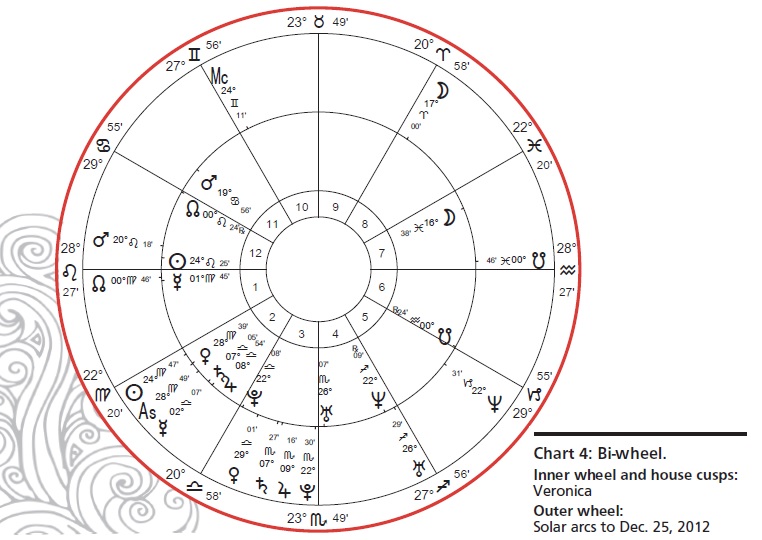 23° ♉ 49'
20° ♈ 58'
22° ♓ 20'
28° ♒ 27'
55' ♑ 29°
27° ♐ 56'
23° ♏ 49'
20° ♎ 58'
22° ♍ 20'
28° ♌ 27'
55' ♋ 29°
27° ♊ 56'
Mc 24° ♊ 11'
☽ 17° ♈ 00'
♂ 19° ♋ 56'
☊ 00° ♌ 24' ℞
10 9
11 8
12 7
1 6
2 5
3 4
38' ♓ 16° ☽
♂ 20° ♌ 18'
☉ 24° ♌ 25'
46' ♓ 00° ☋
☊ 00° ♍ 46'
☿ 01° ♍ 45'
℞ 24' ♒ 00° ☋
♀ 28° ♍ 39'
♄ 07° ♎ 05'
♃ 08° ♎ 54'
♇ 22° ♎ 08'
07' ♏ 26° ♅
℞ 09' ♐ 22° ♆
31' ♑ 22° ♆
☉ 24° ♍ 47'
As 28° ♍ 49'
☿ 02° ♎ 07'
01' ♎ 29° ♀
27' ♏ 07° ♄
16' ♏ 09° ♃
30' ♏ 22° ♇
29' ♐ 26° ♅
Chart 4: Bi-wheel.
Inner wheel and house cusps:
Veronica
Outer wheel:
Solar arcs to Dec. 25, 2012